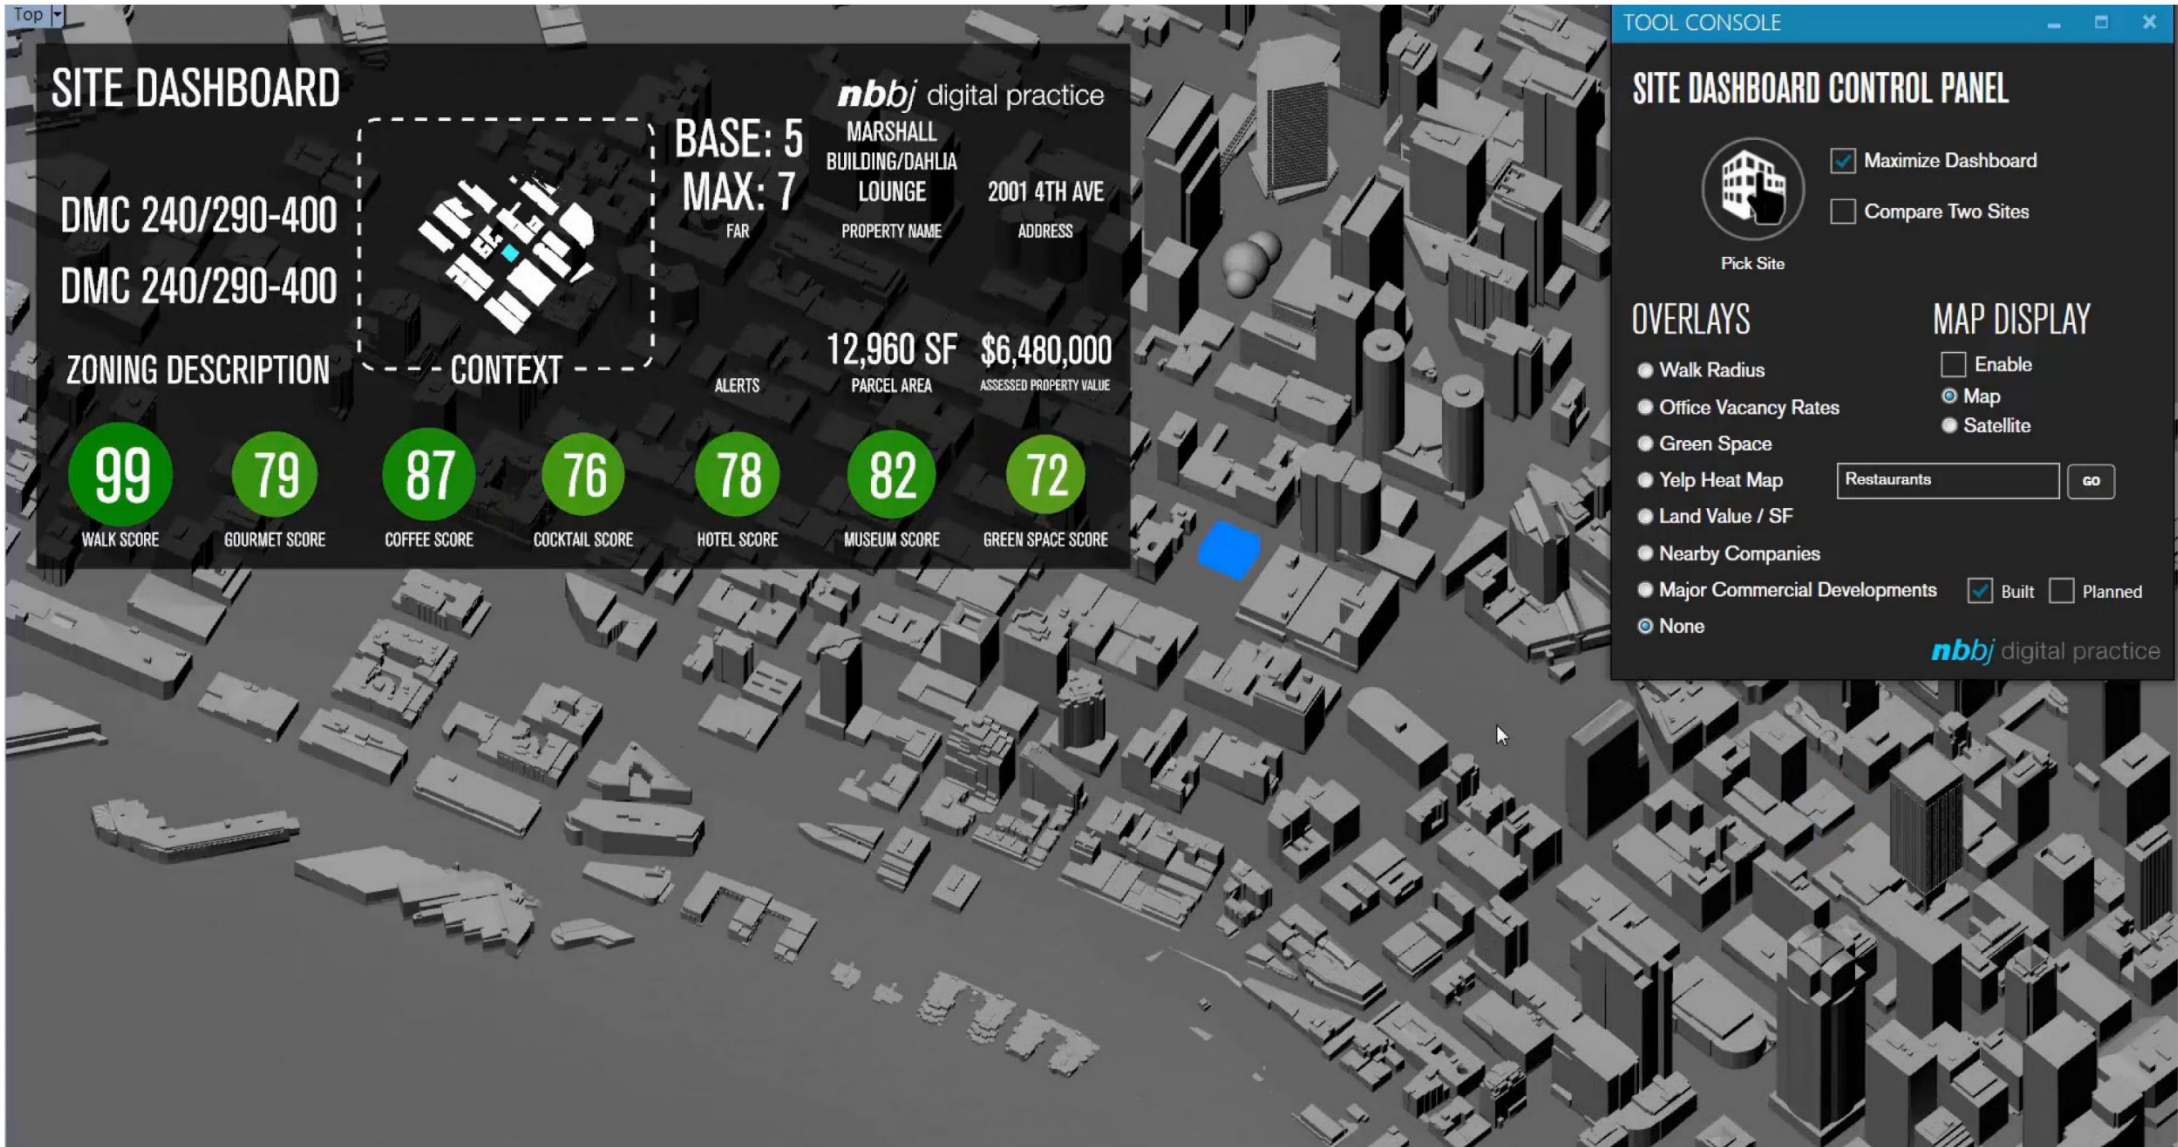 Top
SITE DASHBOARD
nbbj digital practice
DMC 240/290-400
DMC 240/290-400
ZONING DESCRIPTION
CONTEXT
BASE: 5
MAX: 7
FAR
MARSHALL
BUILDING/DAHLIA
LOUNGE
PROPERTY NAME
2001 4TH AVE
ADDRESS
ALERTS
12,960 SF
PARCEL AREA
$6,480,000
ASSESSED PROPERTY VALUE
99
WALK SCORE
79
GOURMET SCORE
87
COFFEE SCORE
76
COCKTAIL SCORE
78
HOTEL SCORE
82
MUSEUM SCORE
72
GREEN SPACE SCORE
TOOL CONSOLE
SITE DASHBOARD CONTROL PANEL
Pick Site
Maximize Dashboard
Compare Two Sites
OVERLAYS
Walk Radius
Office Vacancy Rates
Green Space
Yelp Heat Map
Restaurants
GO
Land Value / SF
Nearby Companies
Major Commercial Developments
Built
Planned
None
MAP DISPLAY
Enable
Map
Satellite
nbbj digital practice